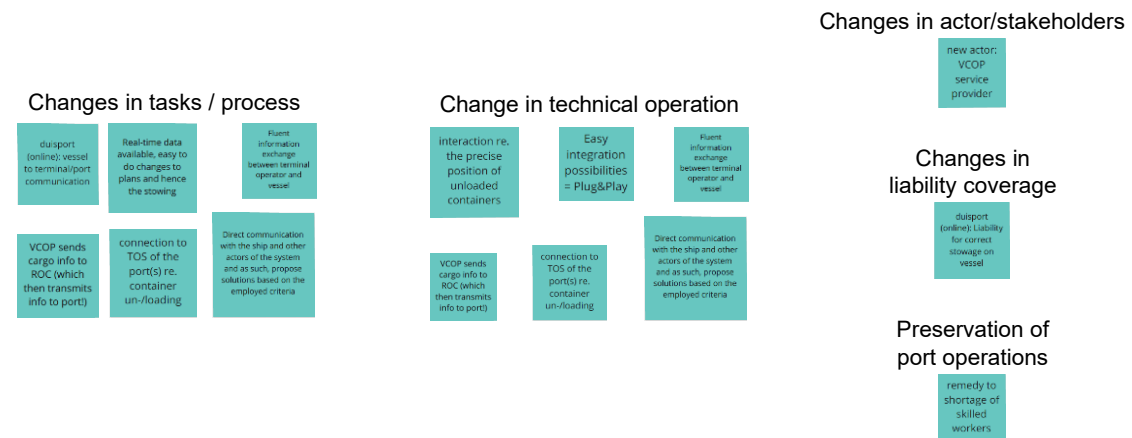 Changes in tasks / process
duisport
(online): vessel
to terminal/port
communication
Real-time data
available, easy to
do changes to
plans and hence
the stowing
Fluent
information
exchange
between terminal
operator and
vessel
VCOP sends
cargo info to
ROC (which
then transmits
info to port!)
connection to
TOS of the
port(s) re.
container
un-/loading
Direct communication
with the ship and other
actors of the system
and as such, propose
solutions based on the
employed criteria
Change in technical operation
interaction re.
the precise
position of
unloaded
containers
Easy
integration
possibilities
= Plug&Play
Fluent
information
exchange
between terminal
operator and
vessel
VCOP sends
cargo info to
ROC (which
then transmits
info to port!)
connection to
TOS of the
port(s) re.
container
un-/loading
Direct communication
with the ship and other
actors of the system
and as such, propose
solutions based on the
employed criteria
Changes in actor/stakeholders
new actor:
VCOP
service
provider
Changes in
liability coverage
duisport
(online): Liability
for correct
stowage on
vessel
Preservation of
port operations
remedy to
shortage of
skilled
workers